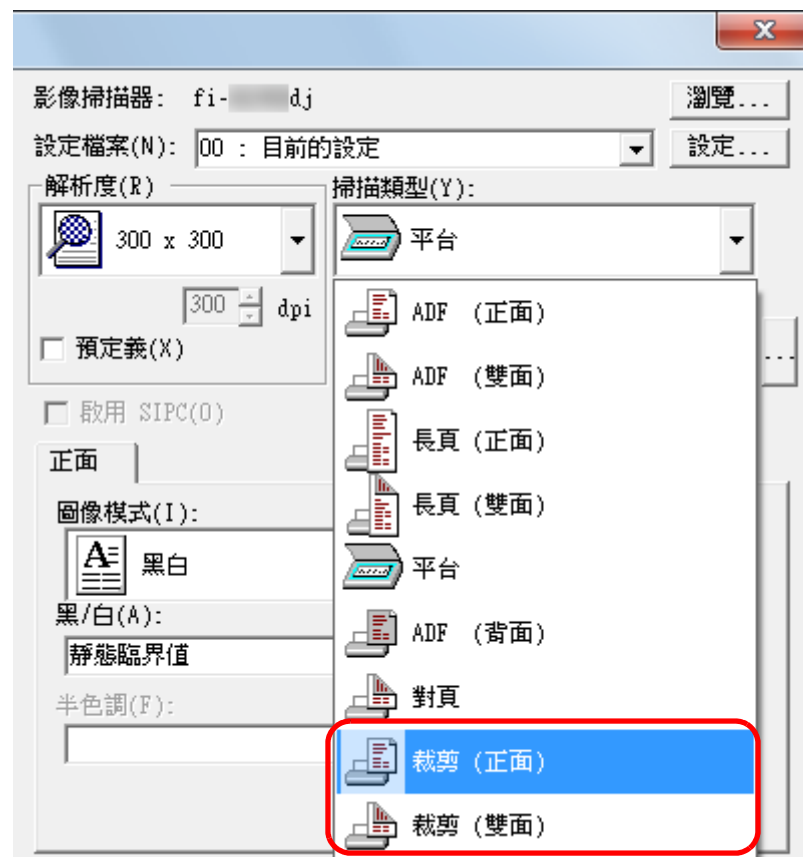 影像掃描器: fi- dj
瀏覽...
設定檔案(N): 00 : 目前的設定
設定...
解析度(R)
掃描類型(Y):
300 x 300
平台
300 dpi
預定義(X)
ADF (正面)
ADF (雙面)
長頁 (正面)
長頁 (雙面)
平台
ADF (背面)
對頁
裁剪 (正面)
裁剪 (雙面)
...
啟用 SIPC(O)
正面
圖像模式(I):
黑白
黑/白(A):
靜態臨界值
半色調(F):